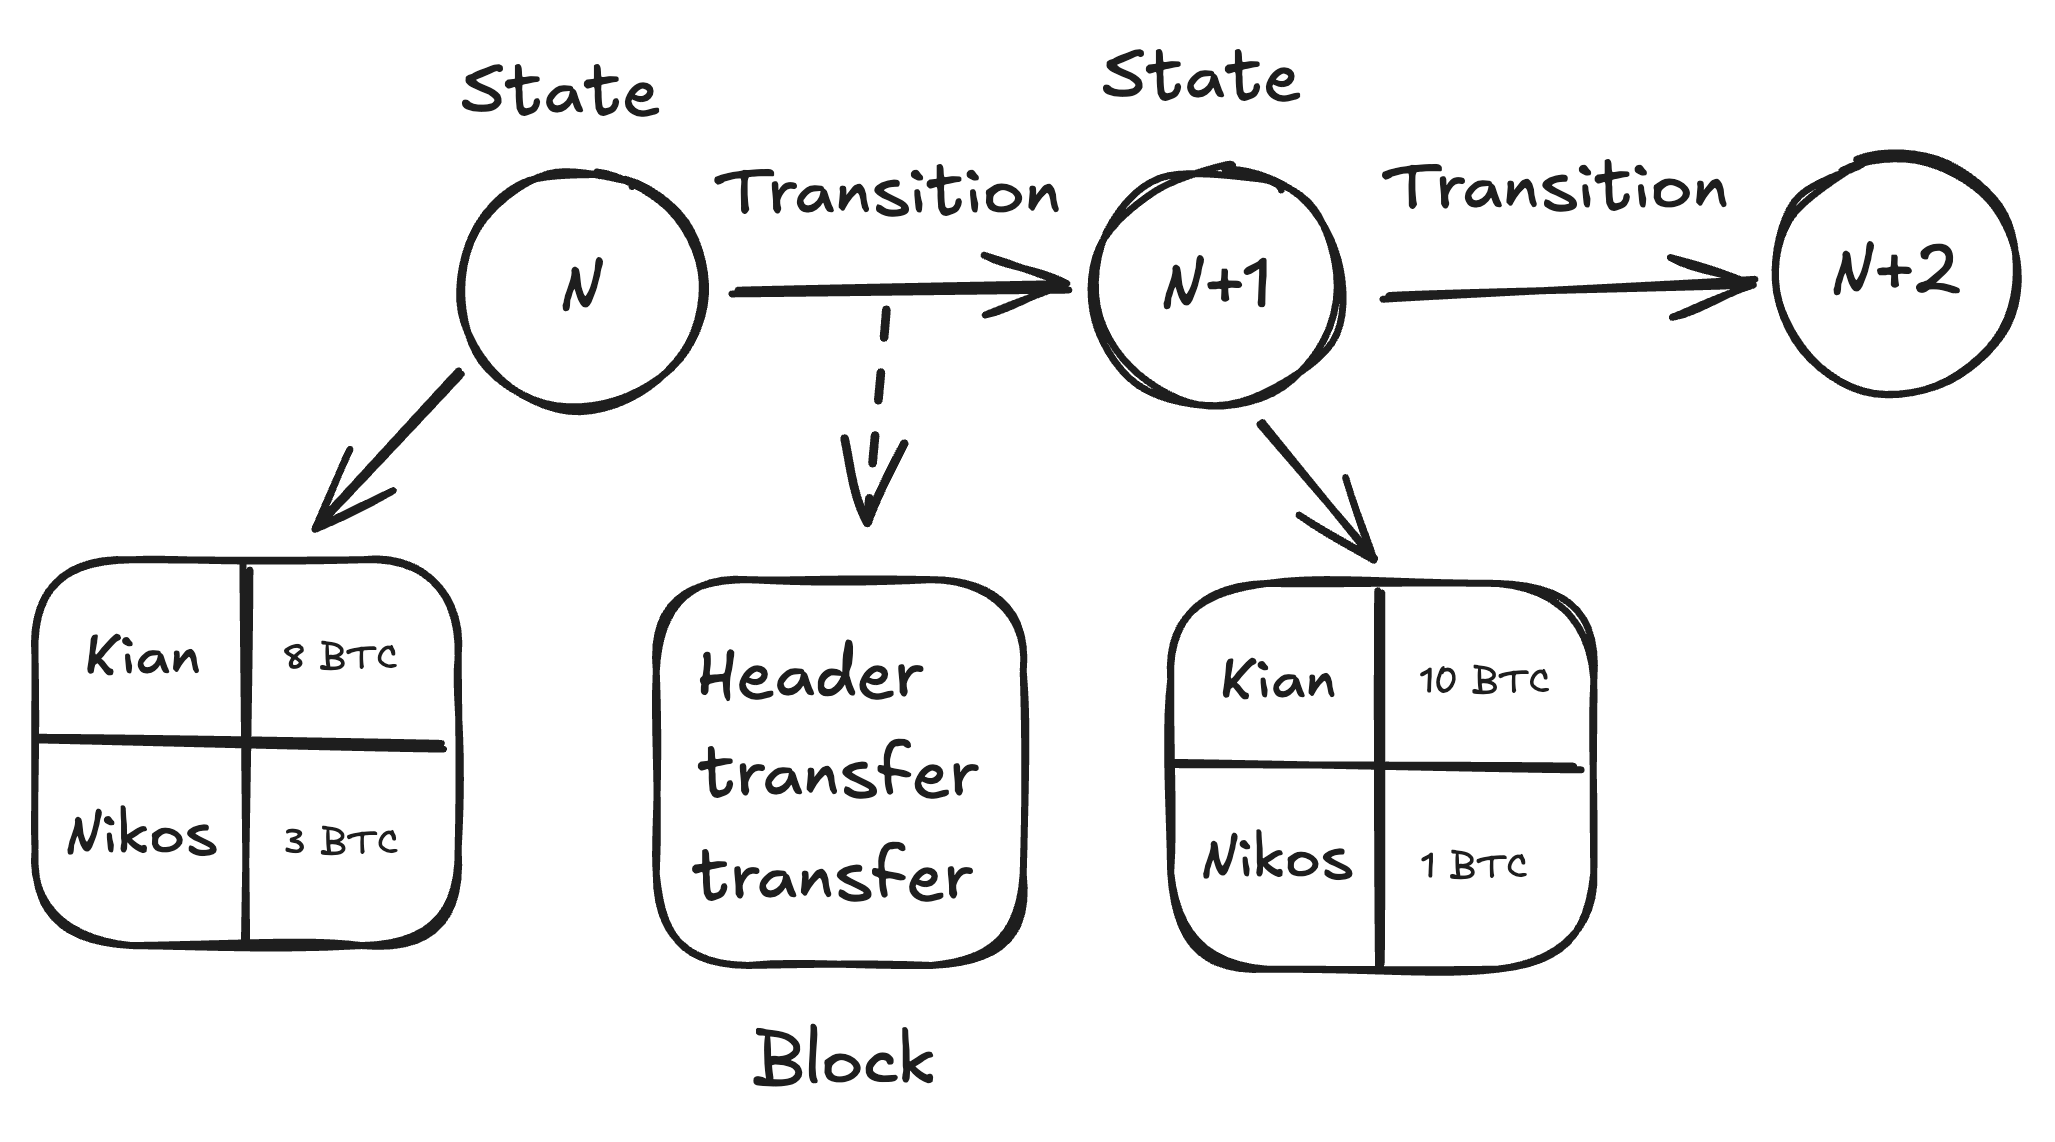 State
State
Transition
Transition
N
N+1
N+2
Kian
8 BTC
Nikos
3 BTC
Header
transfer
transfer
Block
Kian
10 BTC
Nikos
1 BTC